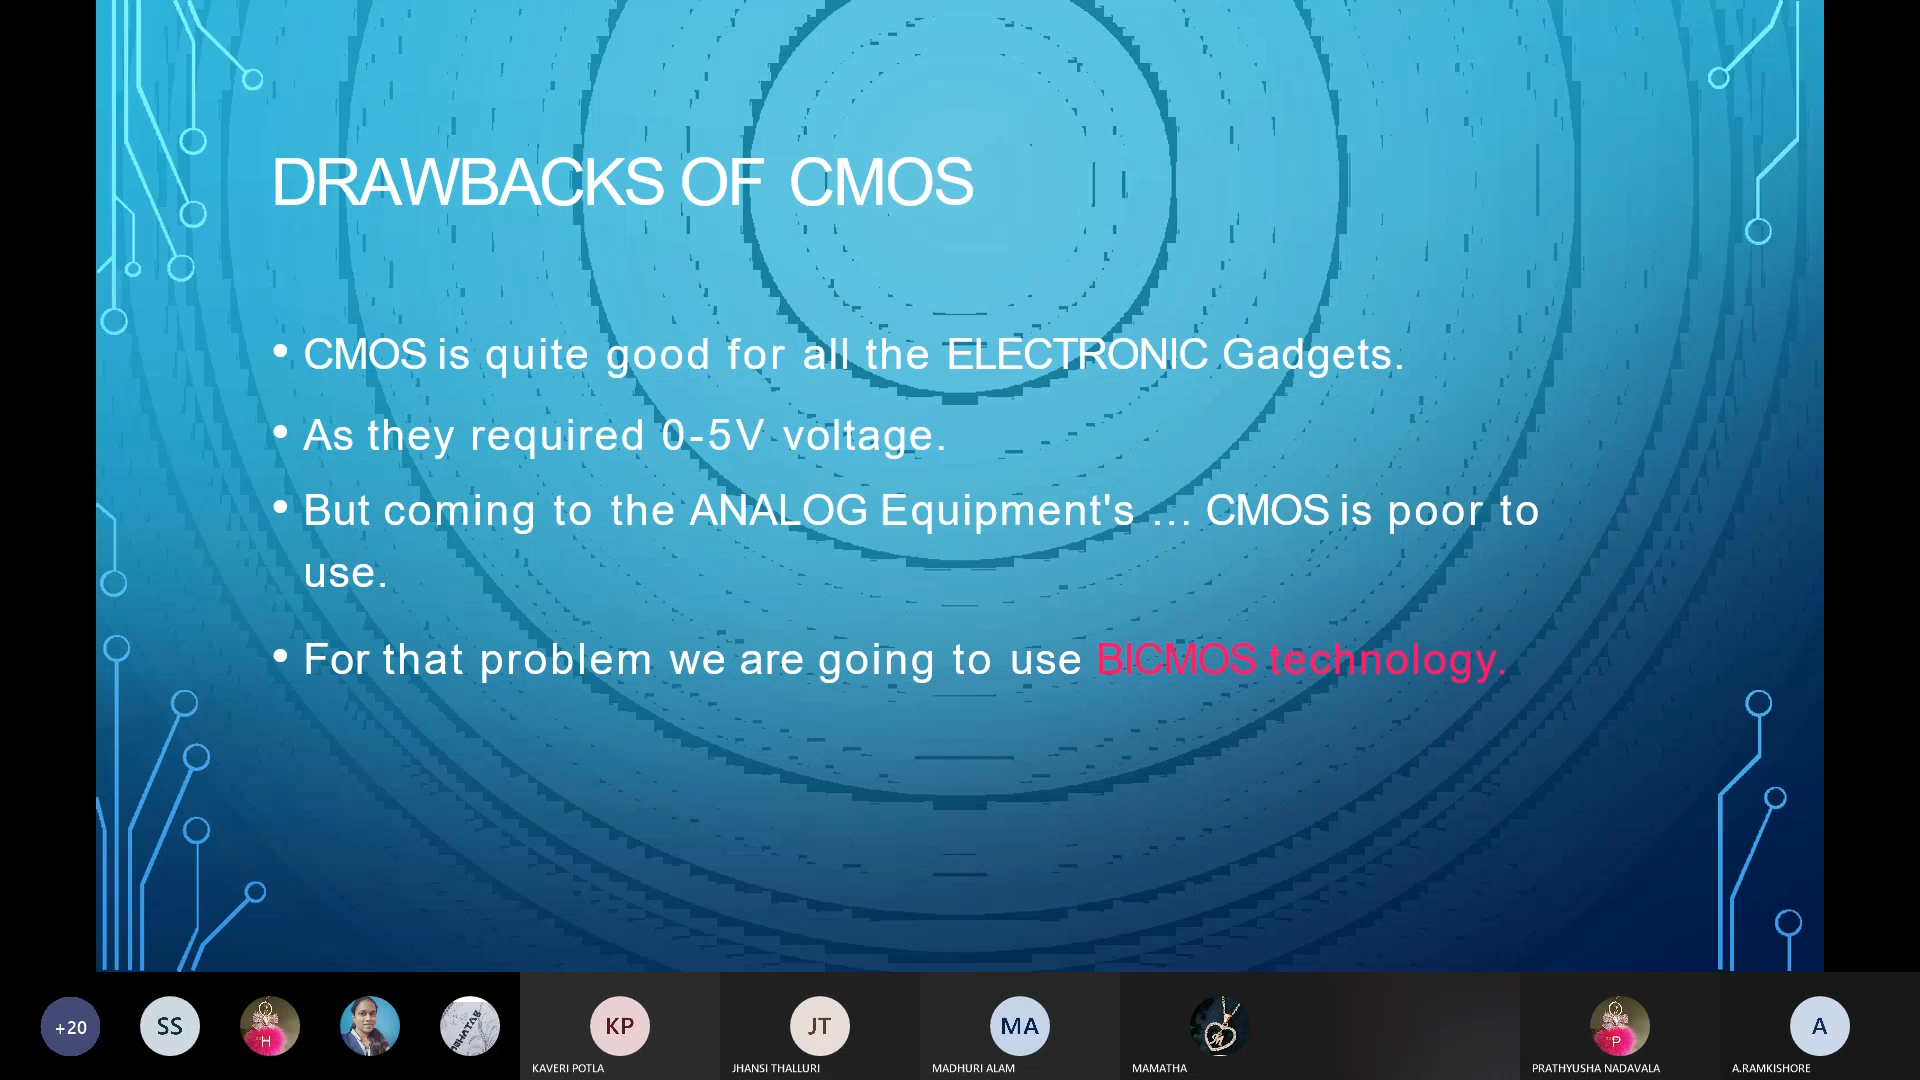 DRAWBACKS OF CMOS
• CMOS is quite good for all the ELECTRONIC Gadgets.
• As they required 0-5V voltage.
• But coming to the ANALOG Equipment's ... CMOS is poor to
use.
• For that problem we are going to use BICMOS technology.
+20
SS
H
KP
JT
MA
M
P
A
KAVERI POTLA
JHANSI THALLURI
MADHURI ALAM
MAMATHA
PRATHYUSHA NADAVALA
A.RAMKISHORE